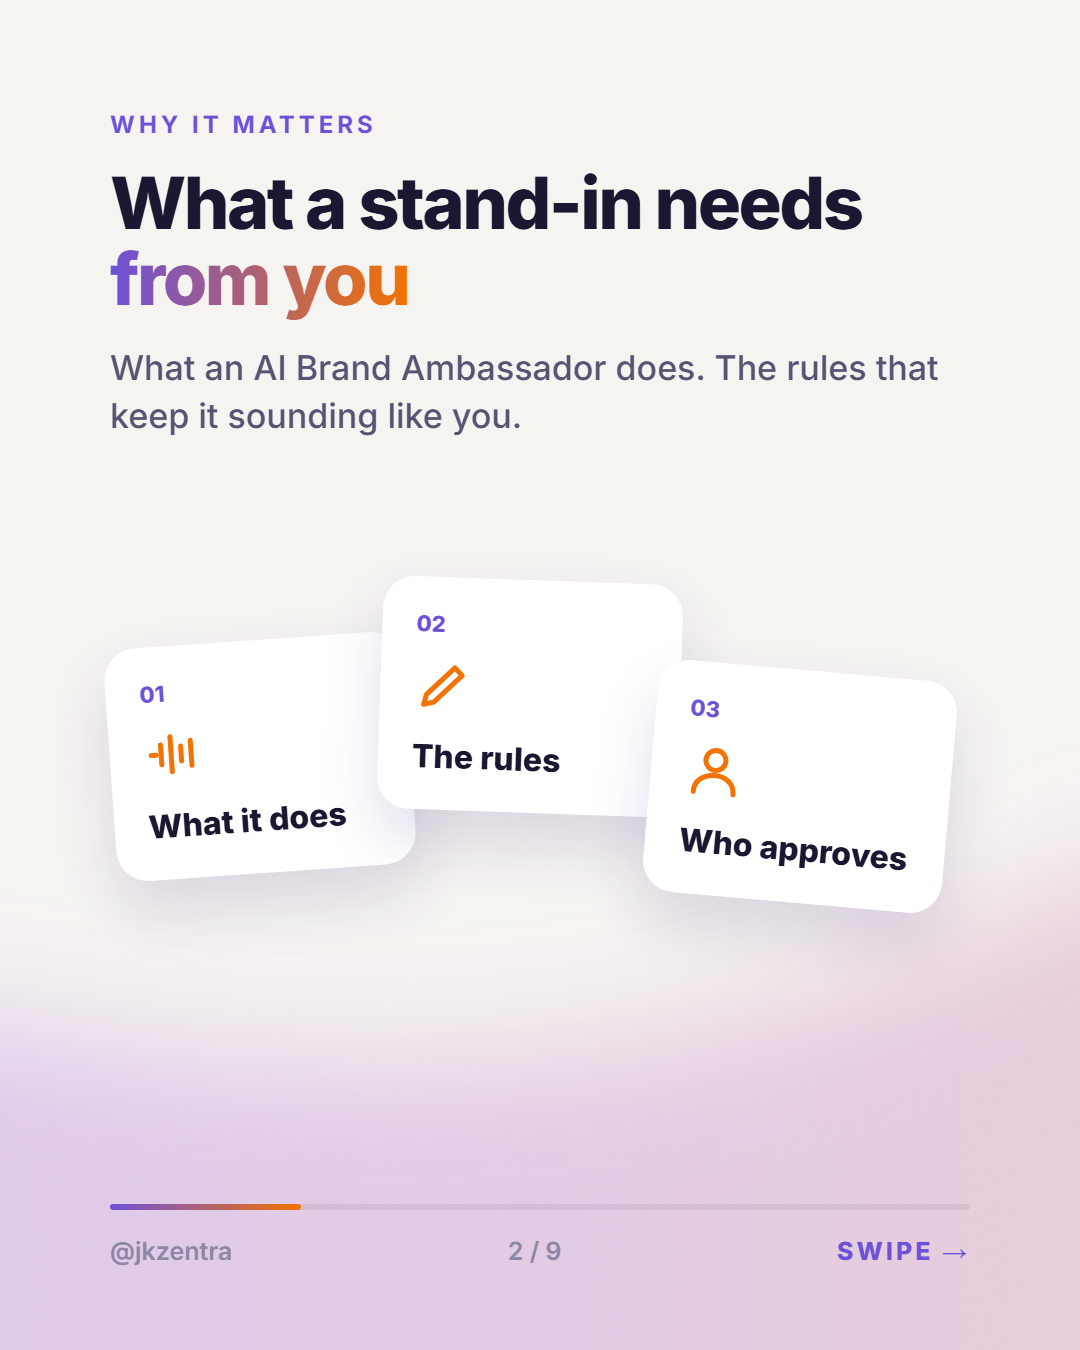 WHY IT MATTERS
What a stand-in needs
from you
What an AI Brand Ambassador does. The rules that
keep it sounding like you.
01
What it does
02
The rules
03
Who approves
@jkzentra
2 / 9
SWIPE →